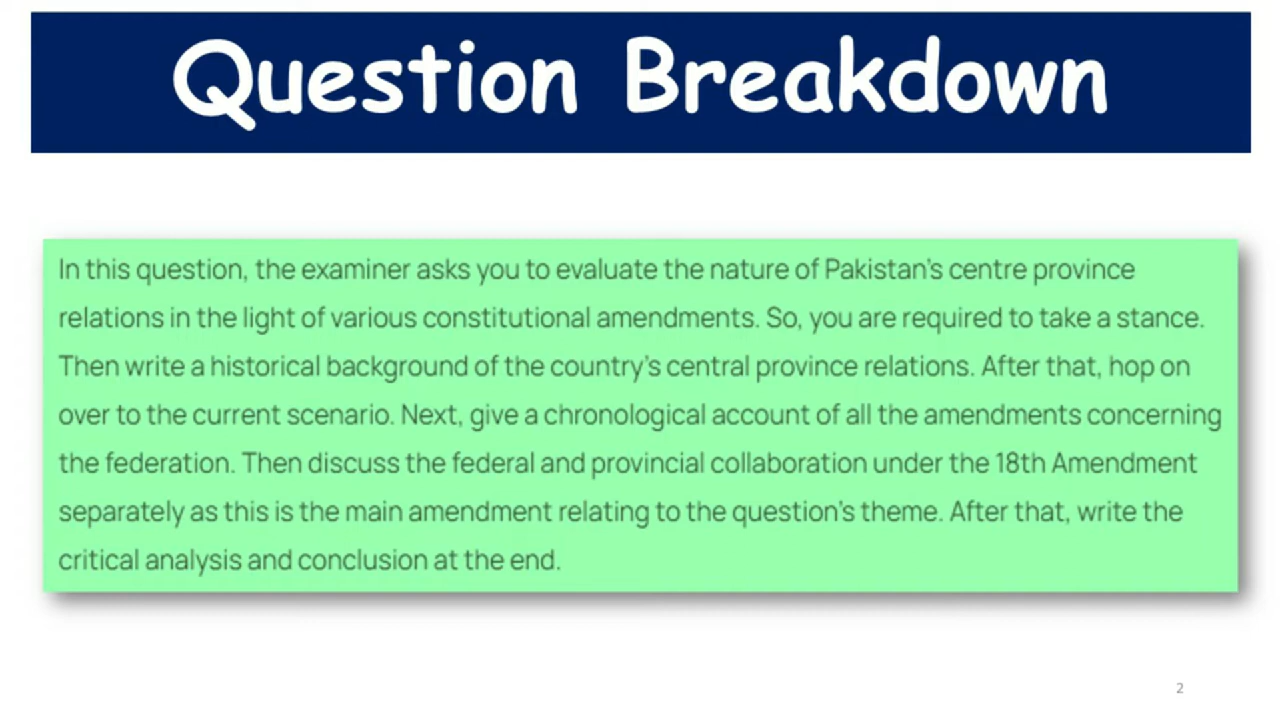 Question Breakdown
In this question, the examiner asks you to evaluate the nature of Pakistan's centre province
relations in the light of various constitutional amendments. So, you are required to take a stance.
Then write a historical background of the country's central province relations. After that, hop on
over to the current scenario. Next, give a chronological account of all the amendments concerning
the federation. Then discuss the federal and provincial collaboration under the 18th Amendment
separately as this is the main amendment relating to the question's theme. After that, write the
critical analysis and conclusion at the end.
2